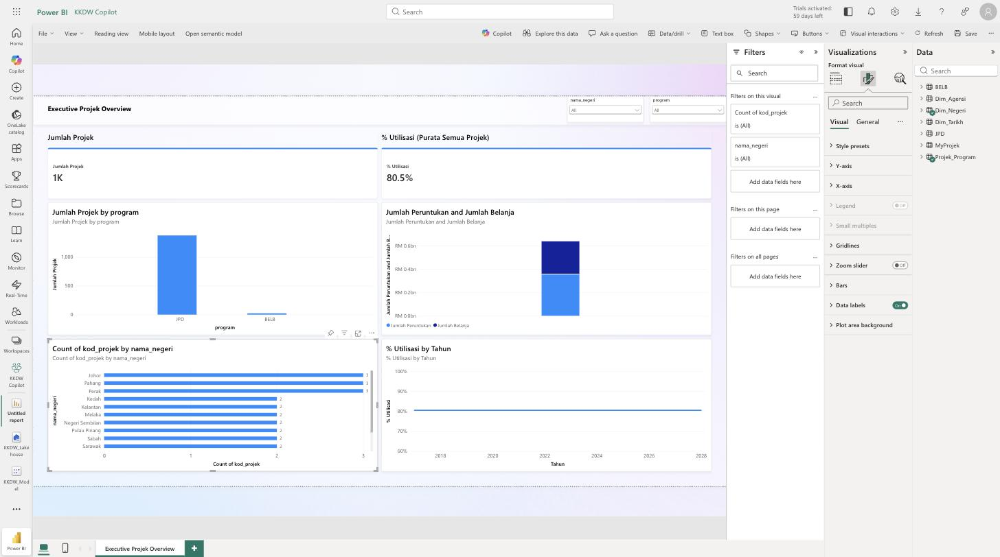 Power BI KKDW Copilot
Search
Trials activated:
59 days left
File View Reading view Mobile layout Open semantic model
Copilot Explore this data Ask a question Data/drill Text box Shapes Buttons Visual interactions Refresh Save
Home
Copilot
Create
OneLake
catalog
Apps
Scorecards
Browse
Learn
Monitor
Real-Time
Workloads
Workspaces
KKDW
Copilot
Untitled
report
KKDW_Lake
house
KKDW_Mod
el
Power BI
Executive Projek Overview
nama_negeri
All
program
All
Jumlah Projek
Jumlah Projek
1K
% Utilisasi (Purata Semua Projek)
% Utilisasi
80.5%
Jumlah Projek by program
Jumlah Projek by program
Jumlah Projek
1,000
500
0
JPD BELB
program
Jumlah Peruntukan and Jumlah Belanja
Jumlah Peruntukan and Jumlah Belanja
Jumlah Peruntukan and Jumlah B...
RM 0.6bn
RM 0.4bn
RM 0.2bn
RM 0.0bn
Jumlah Peruntukan Jumlah Belanja
Count of kod_projek by nama_negeri
Count of kod_projek by nama_negeri
nama_negeri
Johor 3
Pahang 3
Perak 3
Kedah 2
Kelantan 2
Melaka 2
Negeri Sembilan 2
Pulau Pinang 2
Sabah 2
Sarawak 2
0 1 2 3
Count of kod_projek
% Utilisasi by Tahun
% Utilisasi by Tahun
% Utilisasi
100%
90%
80%
70%
60%
2018 2020 2022 2024 2026 2028
Tahun
Executive Projek Overview
Filters
Search
Filters on this visual
Count of kod_projek
is (All)
nama_negeri
is (All)
Add data fields here
Filters on this page
Add data fields here
Filters on all pages
Add data fields here
Visualizations
Format visual
Search
Visual General
Style presets
Y-axis
X-axis
Legend Off
Small multiples
Gridlines
Zoom slider Off
Bars
Data labels On
Plot area background
Data
Search
BELB
Dim_Agensi
Dim_Negeri
Dim_Tarikh
JPD
MyProjek
Projek_Program